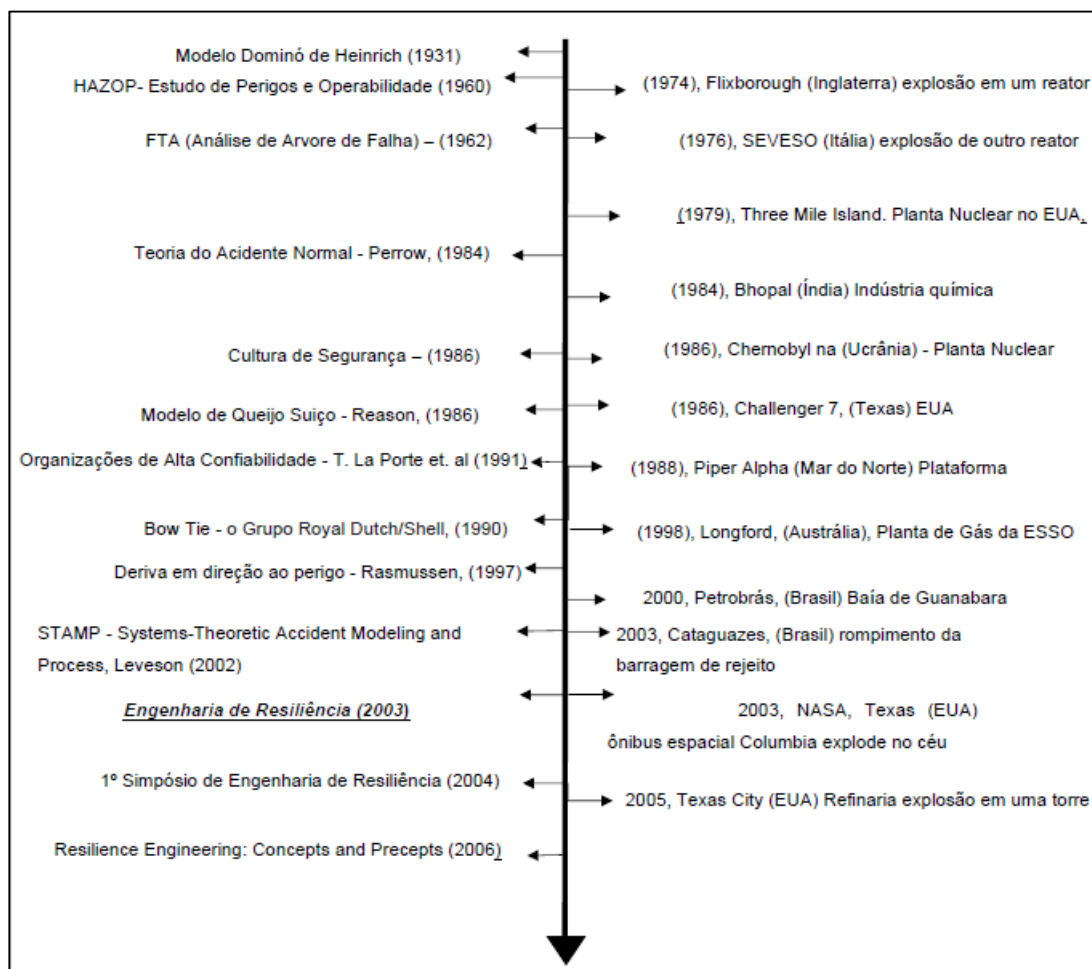 Modelo Dominó de Heinrich (1931)
HAZOP- Estudo de Perigos e Operabilidade (1960)
(1974), Flixborough (Inglaterra) explosão em um reator
FTA (Análise de Arvore de Falha) – (1962)
(1976), SEVESO (Itália) explosão de outro reator
(1979), Three Mile Island. Planta Nuclear no EUA.
Teoria do Acidente Normal - Perrow, (1984)
(1984), Bhopal (Índia) Indústria química
Cultura de Segurança – (1986)
(1986), Chernobyl na (Ucrânia) - Planta Nuclear
Modelo de Queijo Suiço - Reason, (1986)
(1986), Challenger 7, (Texas) EUA
Organizações de Alta Confiabilidade - T. La Porte et. al (1991)
(1988), Piper Alpha (Mar do Norte) Plataforma
Bow Tie - o Grupo Royal Dutch/Shell, (1990)
(1998), Longford, (Austrália), Planta de Gás da ESSO
Deriva em direção ao perigo - Rasmussen, (1997)
2000, Petrobrás, (Brasil) Baía de Guanabara
STAMP - Systems-Theoretic Accident Modeling and
Process, Leveson (2002)
2003, Cataguazes, (Brasil) rompimento da
barragem de rejeito
Engenharia de Resiliência (2003)
2003, NASA, Texas (EUA)
ônibus espacial Columbia explode no céu
1º Simpósio de Engenharia de Resiliência (2004)
2005, Texas City (EUA) Refinaria explosão em uma torre
Resilience Engineering: Concepts and Precepts (2006)